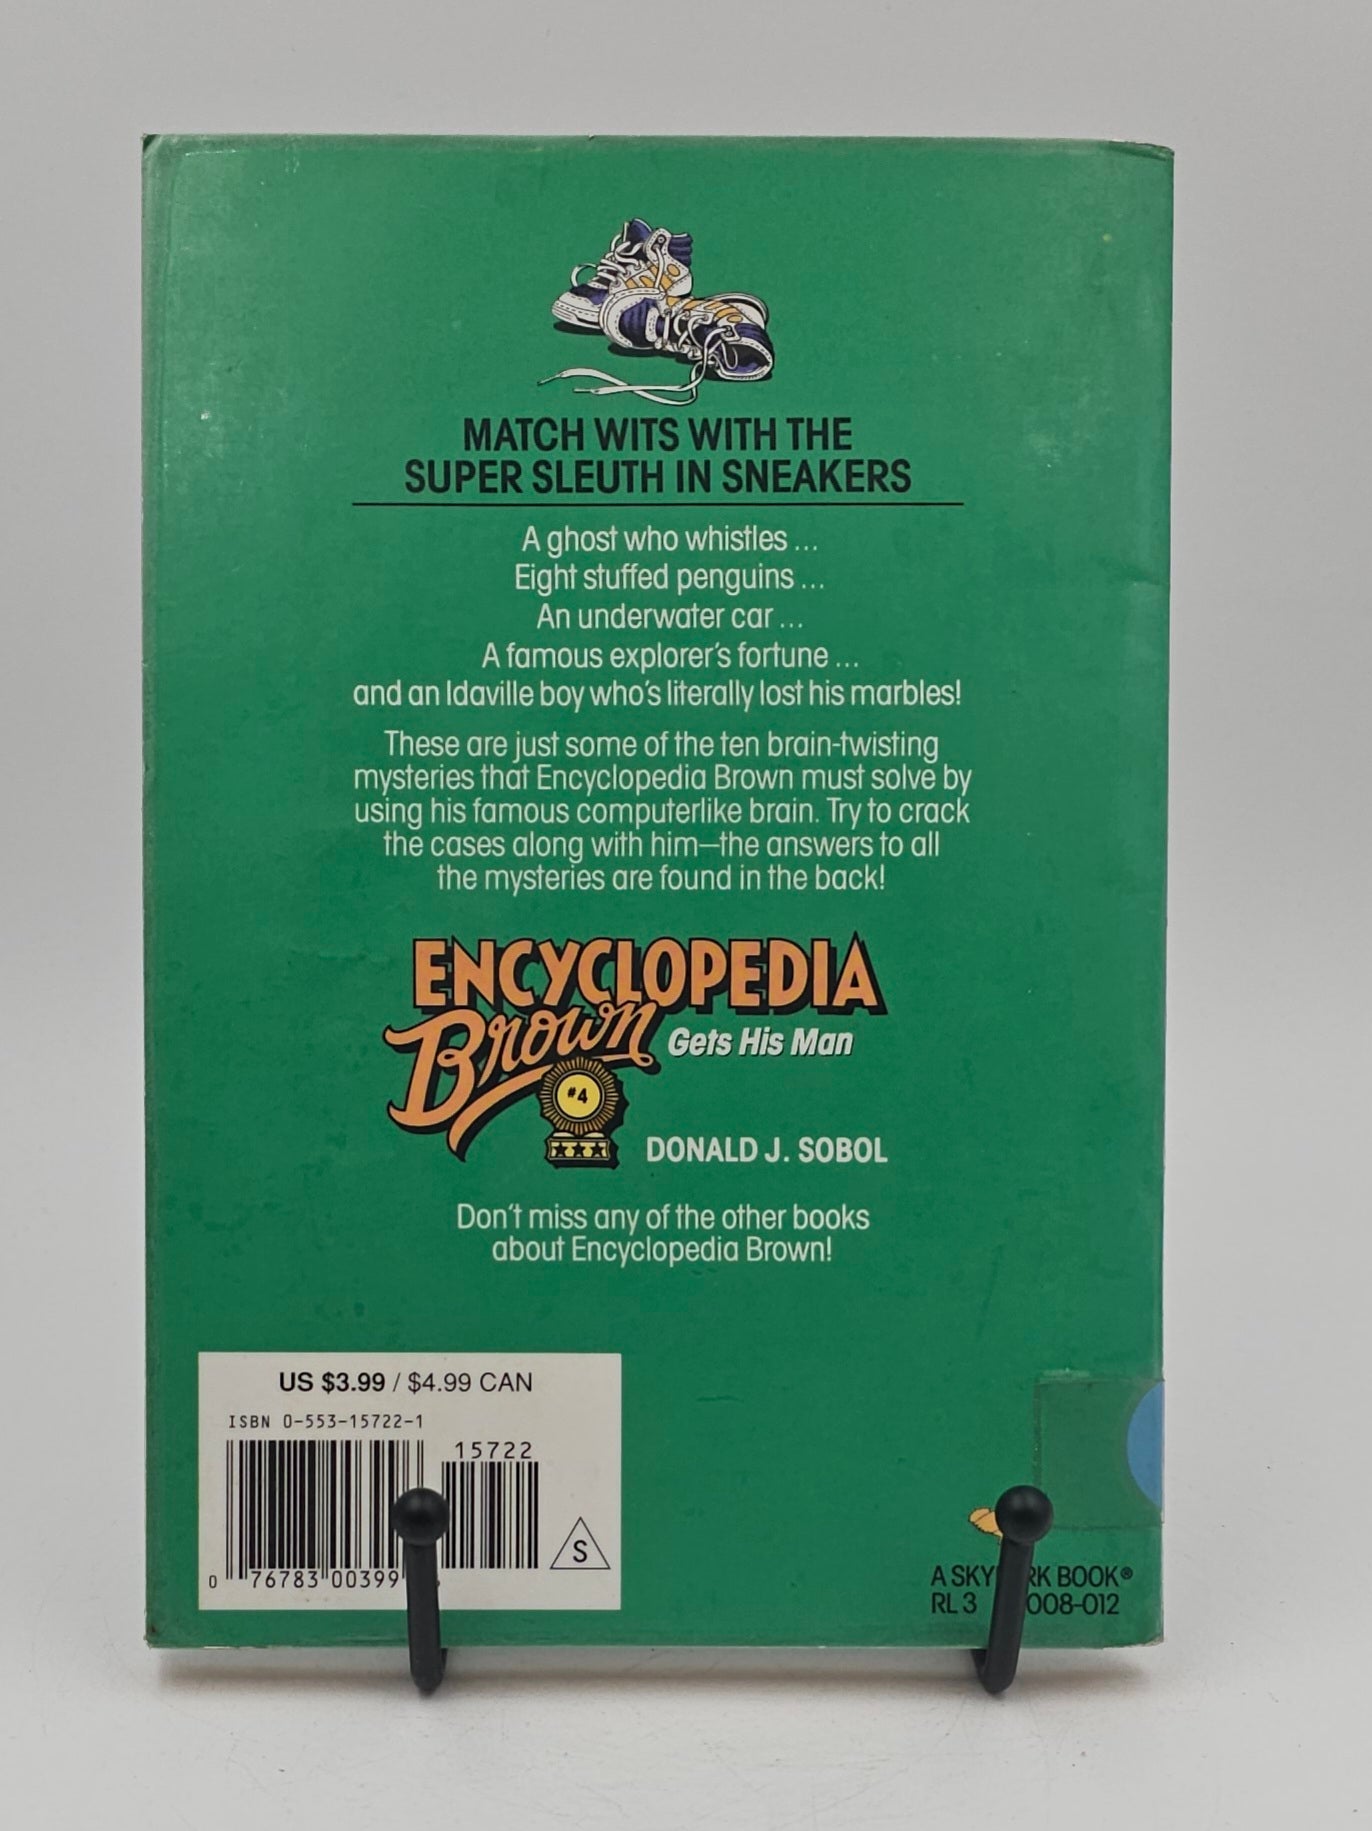 MATCH WITS WITH THE
SUPER SLEUTH IN SNEAKERS
A ghost who whistles ...
Eight stuffed penguins ...
An underwater car ...
A famous explorer's fortune ...
and an Idaville boy who's literally lost his marbles!
These are just some of the ten brain-twisting
mysteries that Encyclopedia Brown must solve by
using his famous computerlike brain. Try to crack
the cases along with him—the answers to all
the mysteries are found in the back!
ENCYCLOPEDIA
Brown Gets His Man
#4
DONALD J. SOBOL
Don't miss any of the other books
about Encyclopedia Brown!
US $3.99 / $4.99 CAN
ISBN 0-553-15722-1
15722
S
0 76783 00399
A BOOK®
RL 3 008-012